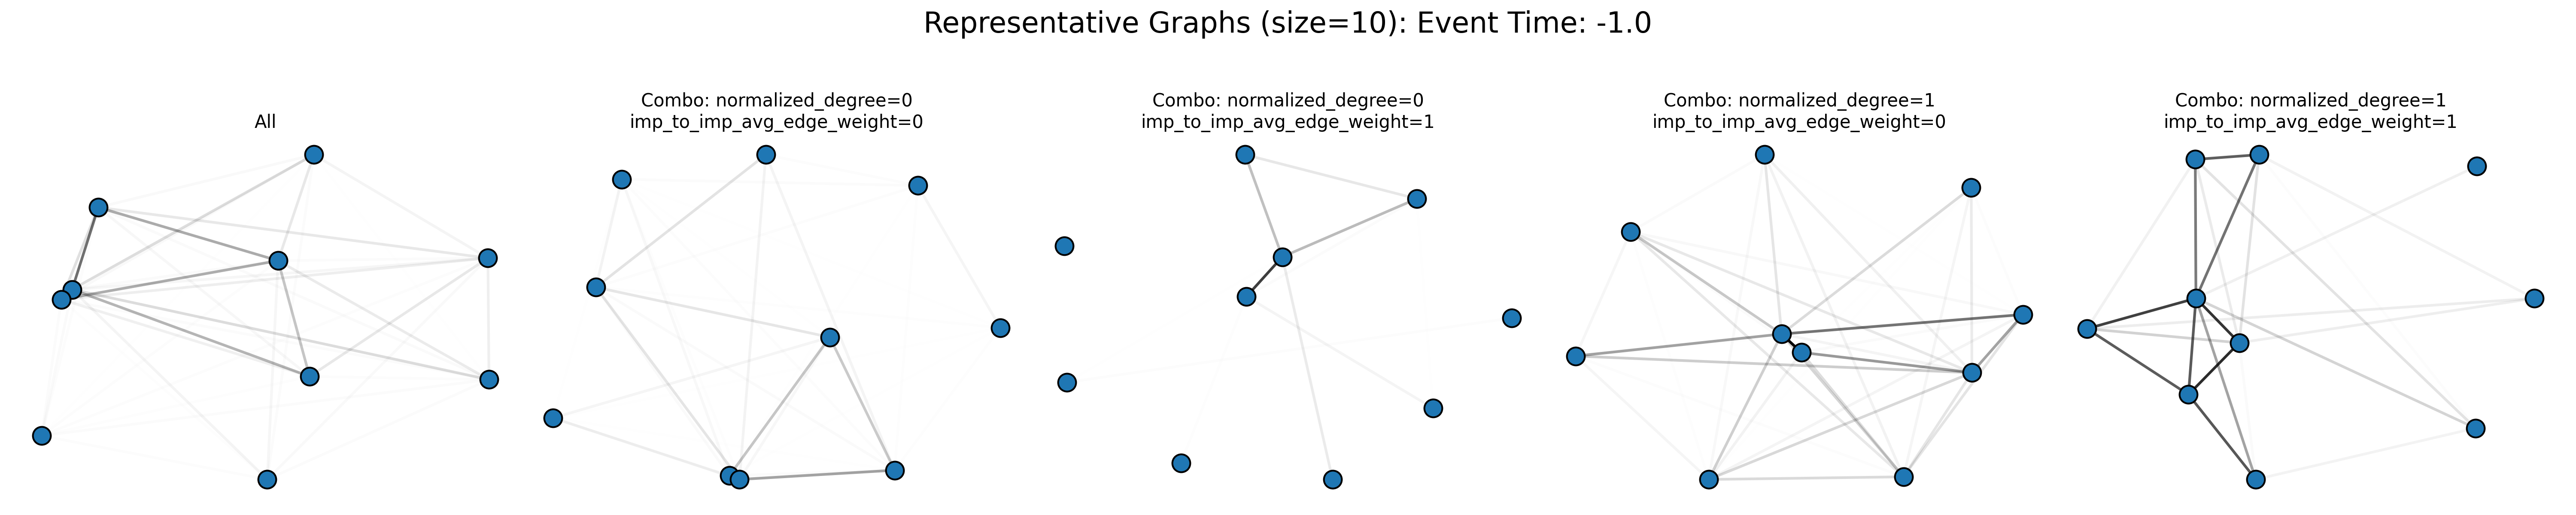 Representative Graphs (size=10): Event Time: -1.0
All
Combo: normalized_degree=0
imp_to_imp_avg_edge_weight=0
Combo: normalized_degree=0
imp_to_imp_avg_edge_weight=1
Combo: normalized_degree=1
imp_to_imp_avg_edge_weight=0
Combo: normalized_degree=1
imp_to_imp_avg_edge_weight=1